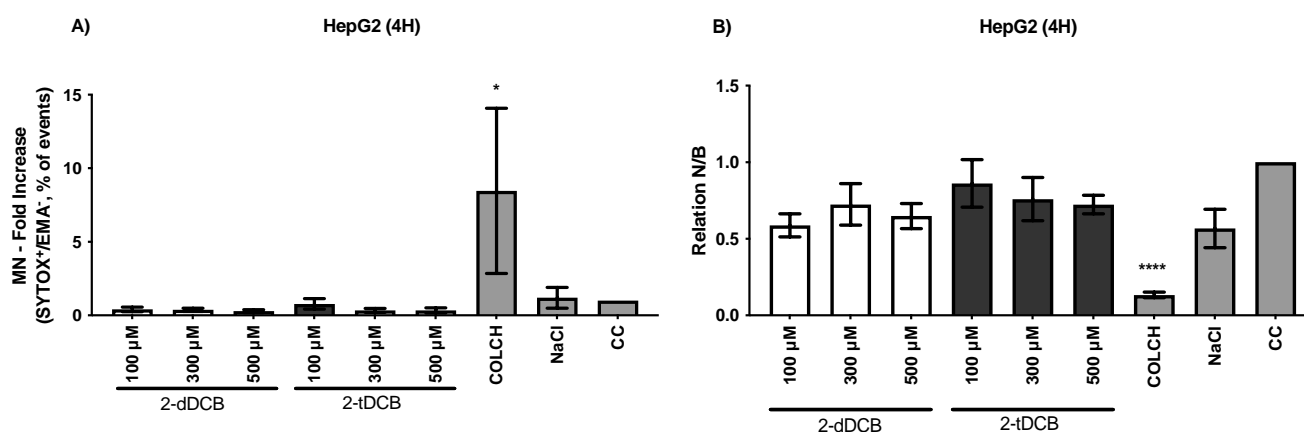 A)
HepG2 (4H)
MN - Fold Increase
(SYTOX⁺/EMA⁻, % of events)
15
10
5
0
*
100 µM
300 µM
500 µM
100 µM
300 µM
500 µM
COLCH
NaCl
CC
2-dDCB
2-tDCB
B)
HepG2 (4H)
Relation N/B
1.5
1.0
0.5
0.0
****
100 µM
300 µM
500 µM
100 µM
300 µM
500 µM
COLCH
NaCl
CC
2-dDCB
2-tDCB